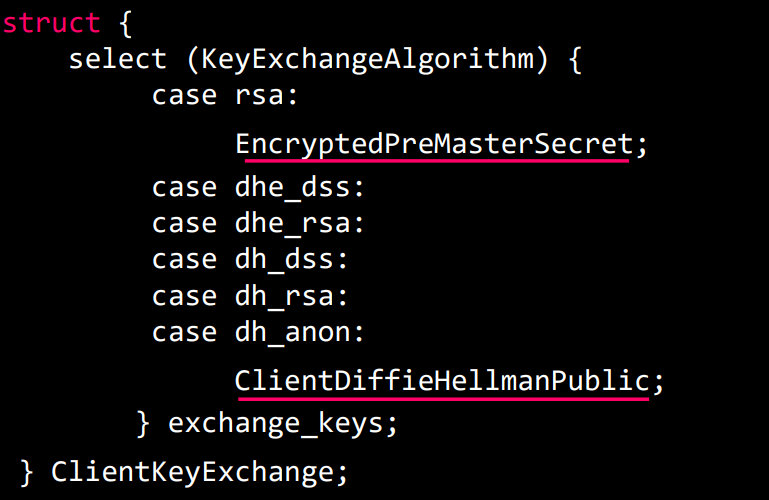 struct {
select (KeyExchangeAlgorithm) {
case rsa:
EncryptedPreMasterSecret;
case dhe_dss:
case dhe_rsa:
case dh_dss:
case dh_rsa:
case dh_anon:
ClientDiffieHellmanPublic;
} exchange_keys;
} ClientKeyExchange;